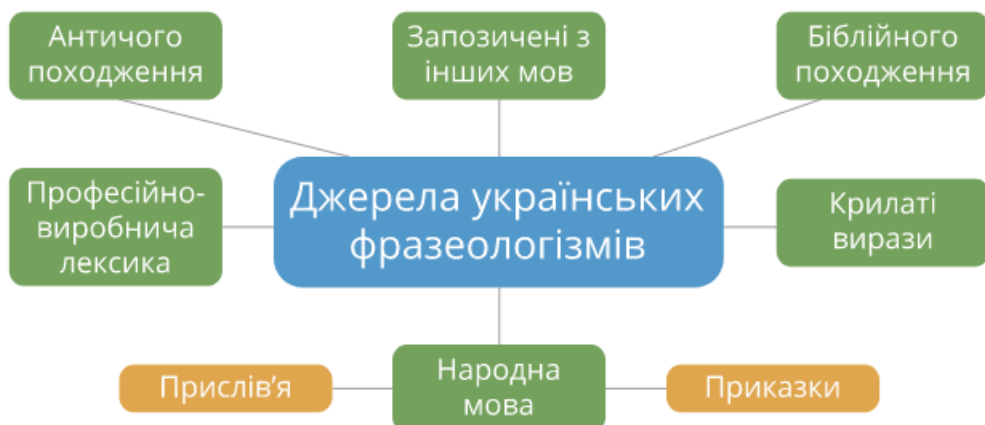 Античого
походження
Запозичені з
інших мов
Біблійного
походження
Професійно-
виробнича
лексика
Джерела українських
фразеологізмів
Крилаті
вирази
Прислів’я
Народна
мова
Приказки